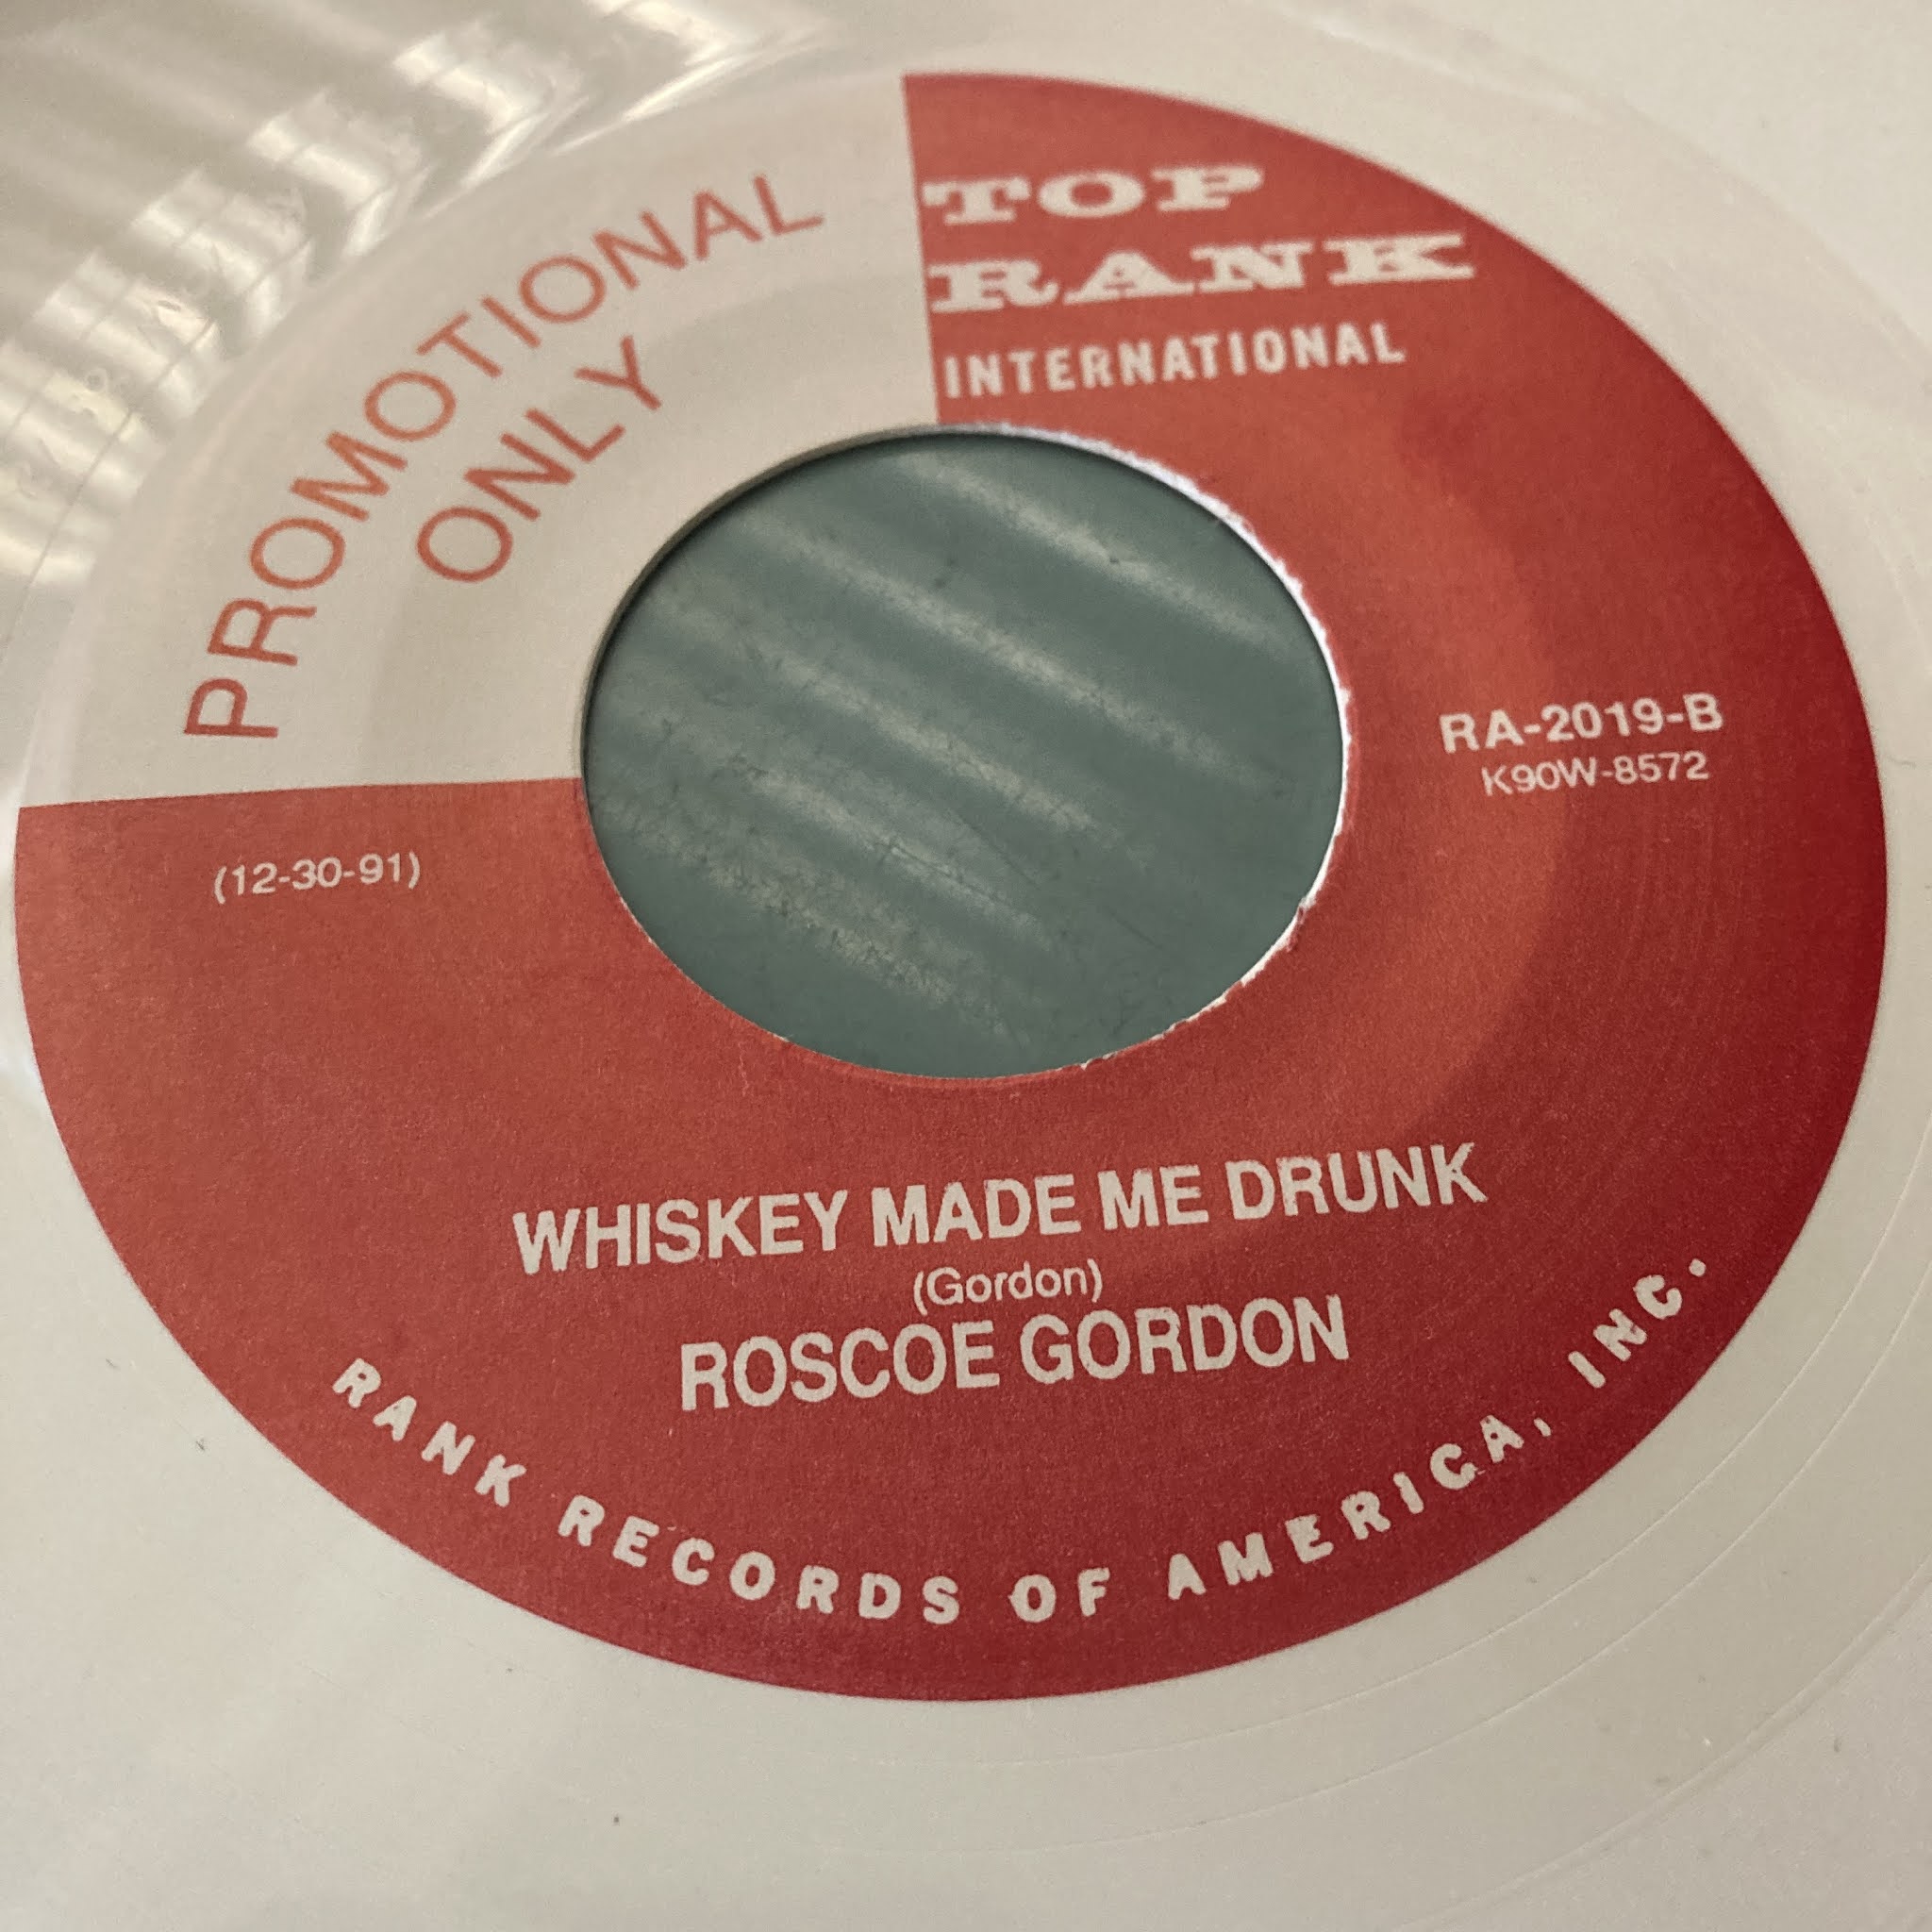 PROMOTIONAL
ONLY
TOP
RANK
INTERNATIONAL
RA-2019-B
K90W-8572
(12-30-91)
WHISKEY MADE ME DRUNK
(Gordon)
ROSCOE GORDON
RANK RECORDS OF AMERICA, INC.